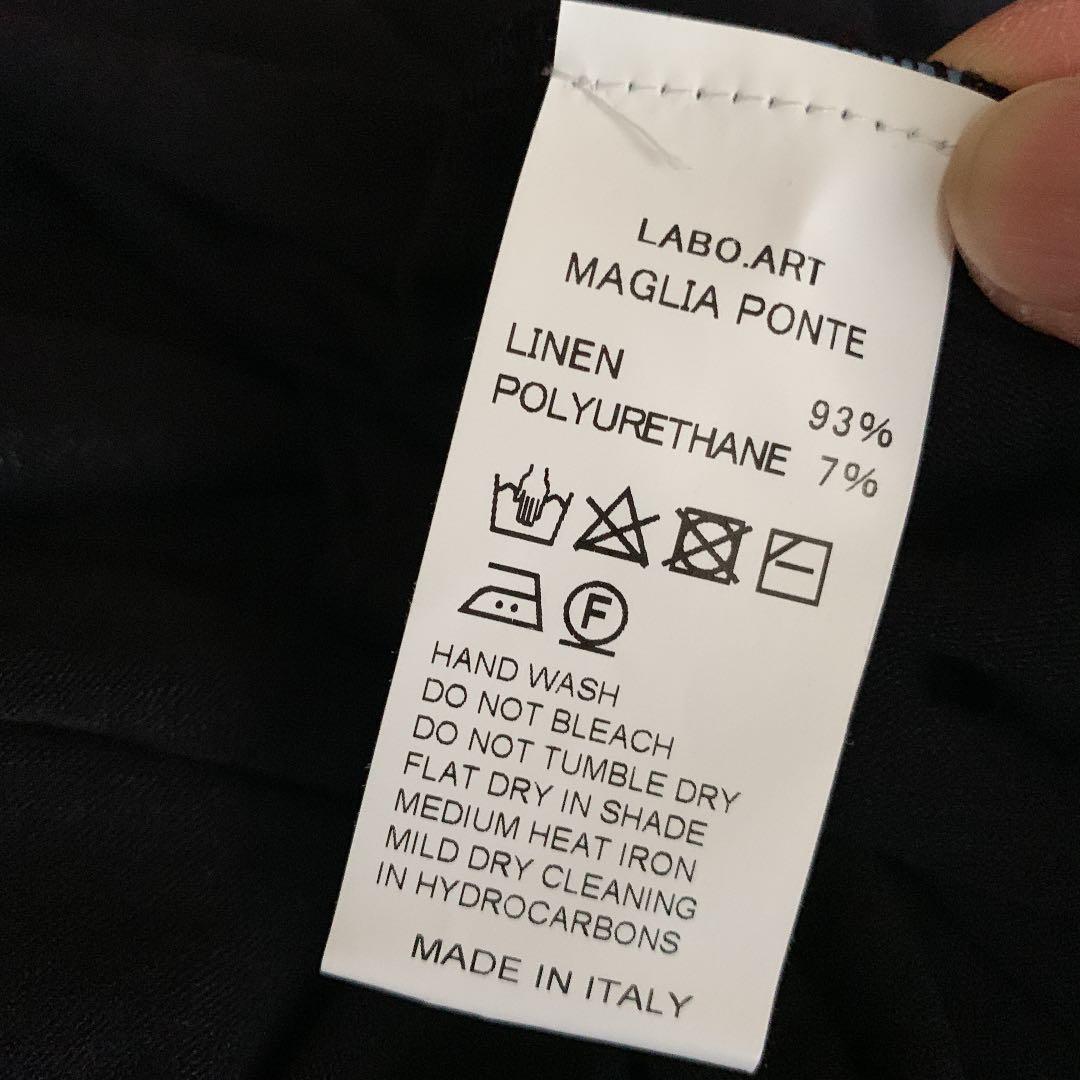 LABO.ART
MAGLIA PONTE
LINEN 93%
POLYURETHANE 7%
F
HAND WASH
DO NOT BLEACH
DO NOT TUMBLE DRY
FLAT DRY IN SHADE
MEDIUM HEAT IRON
MILD DRY CLEANING
IN HYDROCARBONS
MADE IN ITALY